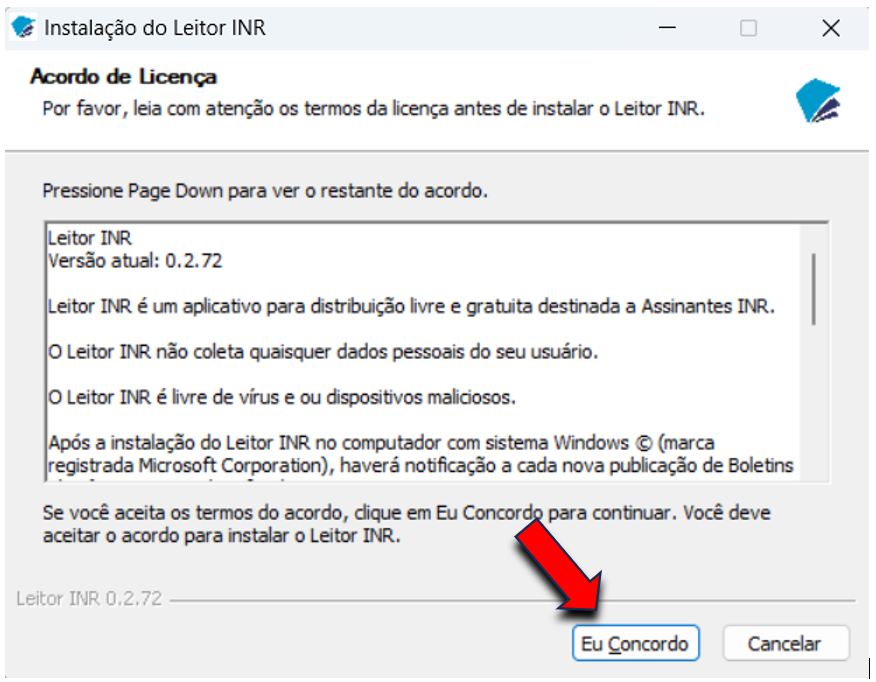 Instalação do Leitor INR
Acordo de Licença
Por favor, leia com atenção os termos da licença antes de instalar o Leitor INR.
Pressione Page Down para ver o restante do acordo.
Leitor INR
Versão atual: 0.2.72
Leitor INR é um aplicativo para distribuição livre e gratuita destinada a Assinantes INR.
O Leitor INR não coleta quaisquer dados pessoais do seu usuário.
O Leitor INR é livre de vírus e ou dispositivos maliciosos.
Após a instalação do Leitor INR no computador com sistema Windows © (marca
registrada Microsoft Corporation), haverá notificação a cada nova publicação de Boletins
Se você aceita os termos do acordo, clique em Eu Concordo para continuar. Você deve
aceitar o acordo para instalar o Leitor INR.
Leitor INR 0.2.72
Eu Concordo
Cancelar